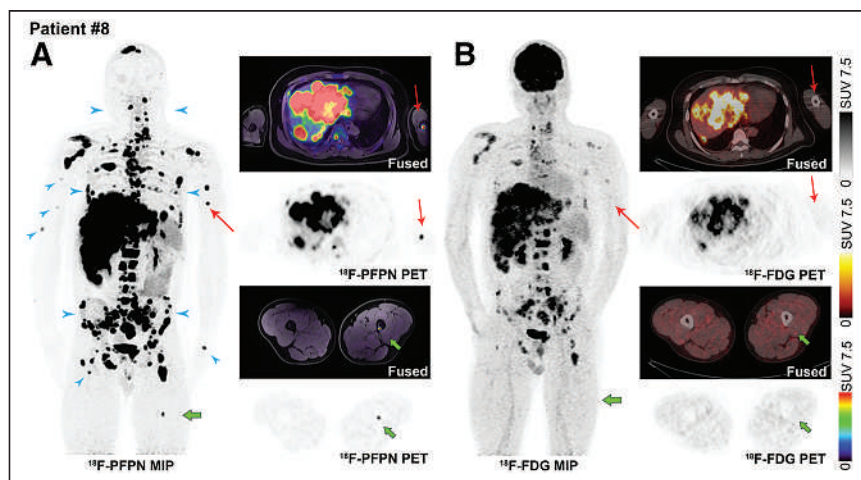 Patient #8
A
B
Fused
Fused
¹⁸F-PFPN PET
¹⁸F-FDG PET
Fused
Fused
¹⁸F-PFPN PET
¹⁸F-FDG PET
¹⁸F-PFPN MIP
¹⁸F-FDG MIP
SUV 7.5
0
SUV 7.5
0
SUV 7.5
0